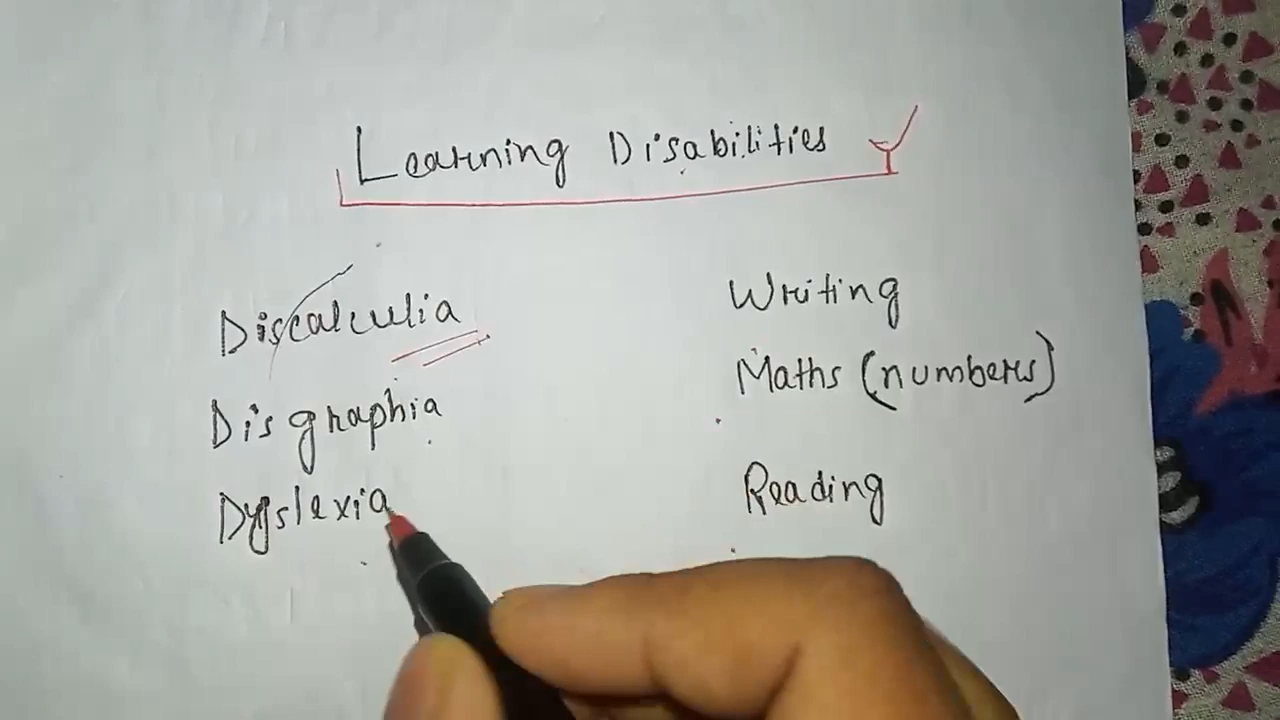 Learning Disabilities
Discalculia
Writing
Maths (numbers)
Disgraphia
Dyslexia
Reading